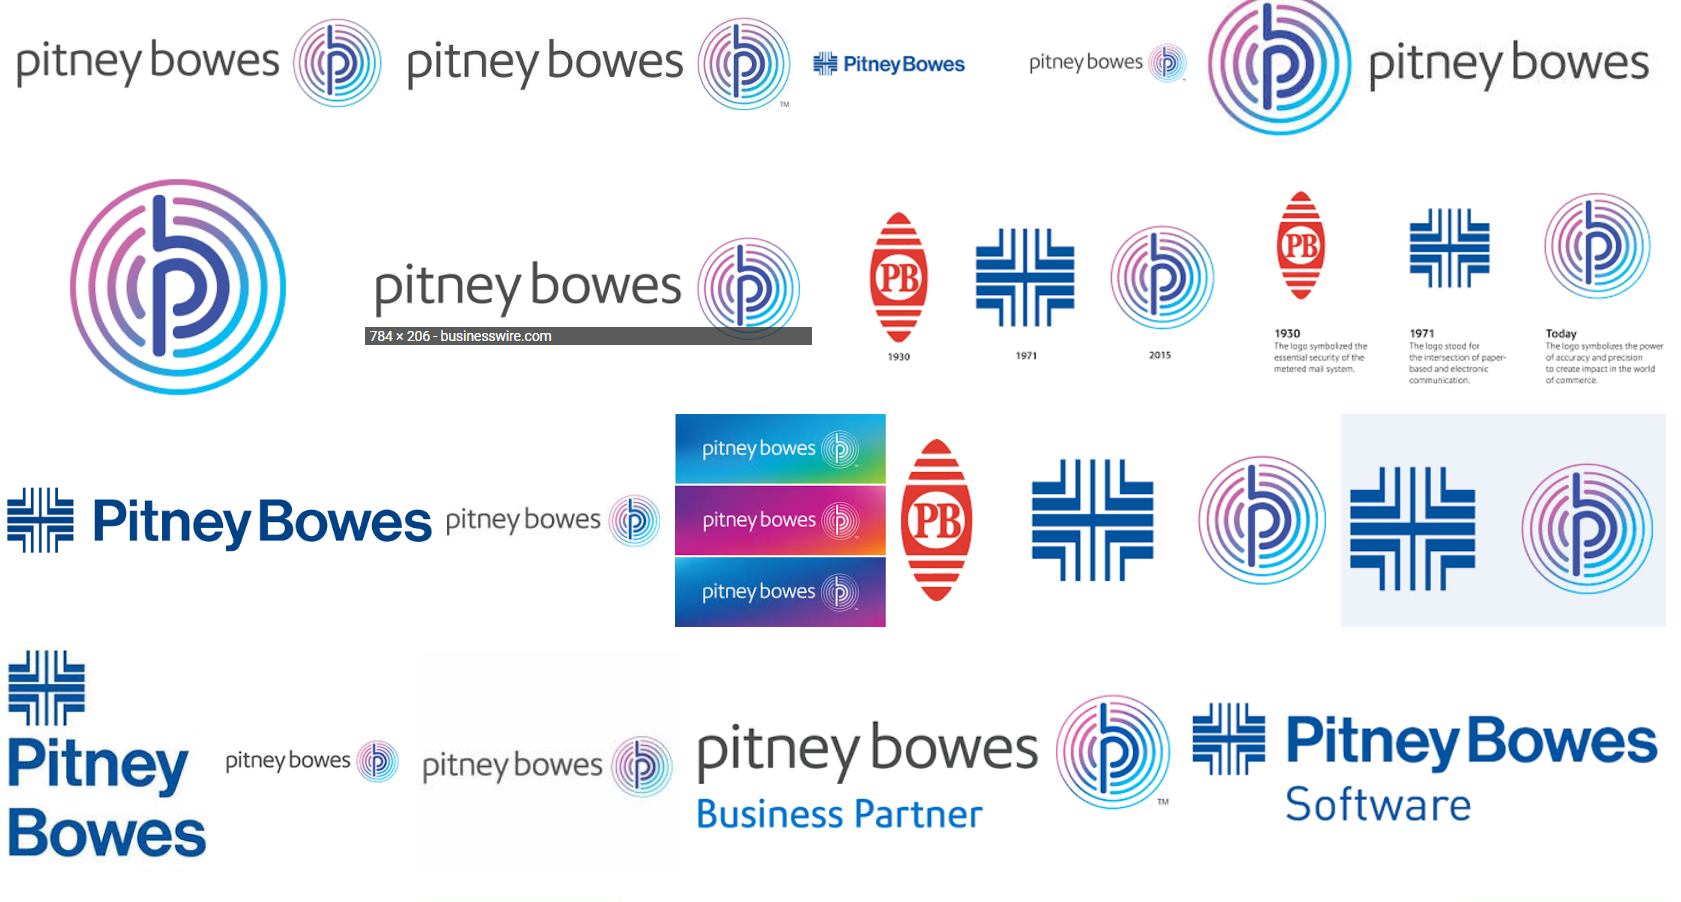 pitney bowes
pitney bowes
TM
PitneyBowes
pitney bowes
pitney bowes
pitney bowes
784 × 206 - businesswire.com
PB
1930
1971
2015
PB
1930
The logo symbolized the
essential security of the
metered mail system.
1971
The logo stood for
the intersection of paper-
based and electronic
communication.
Today
The logo symbolizes the power
of accuracy and precision
to create impact in the world
of commerce.
PitneyBowes
pitney bowes
pitney bowes
pitney bowes
pitney bowes
PB
Pitney
Bowes
pitney bowes
pitney bowes
pitney bowes
Business Partner
TM
PitneyBowes
Software